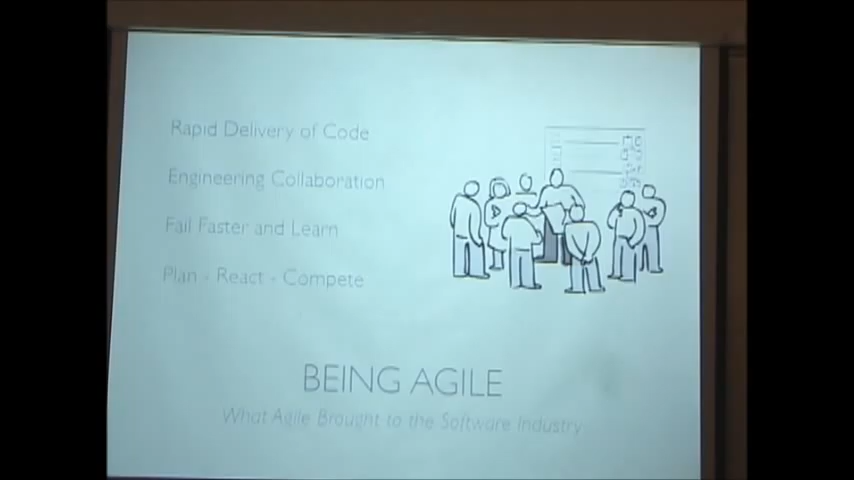 Rapid Delivery of Code
Engineering Collaboration
Fail Faster and Learn
Plan - React - Compete
BEING AGILE
What Agile Brought to the Software Industry